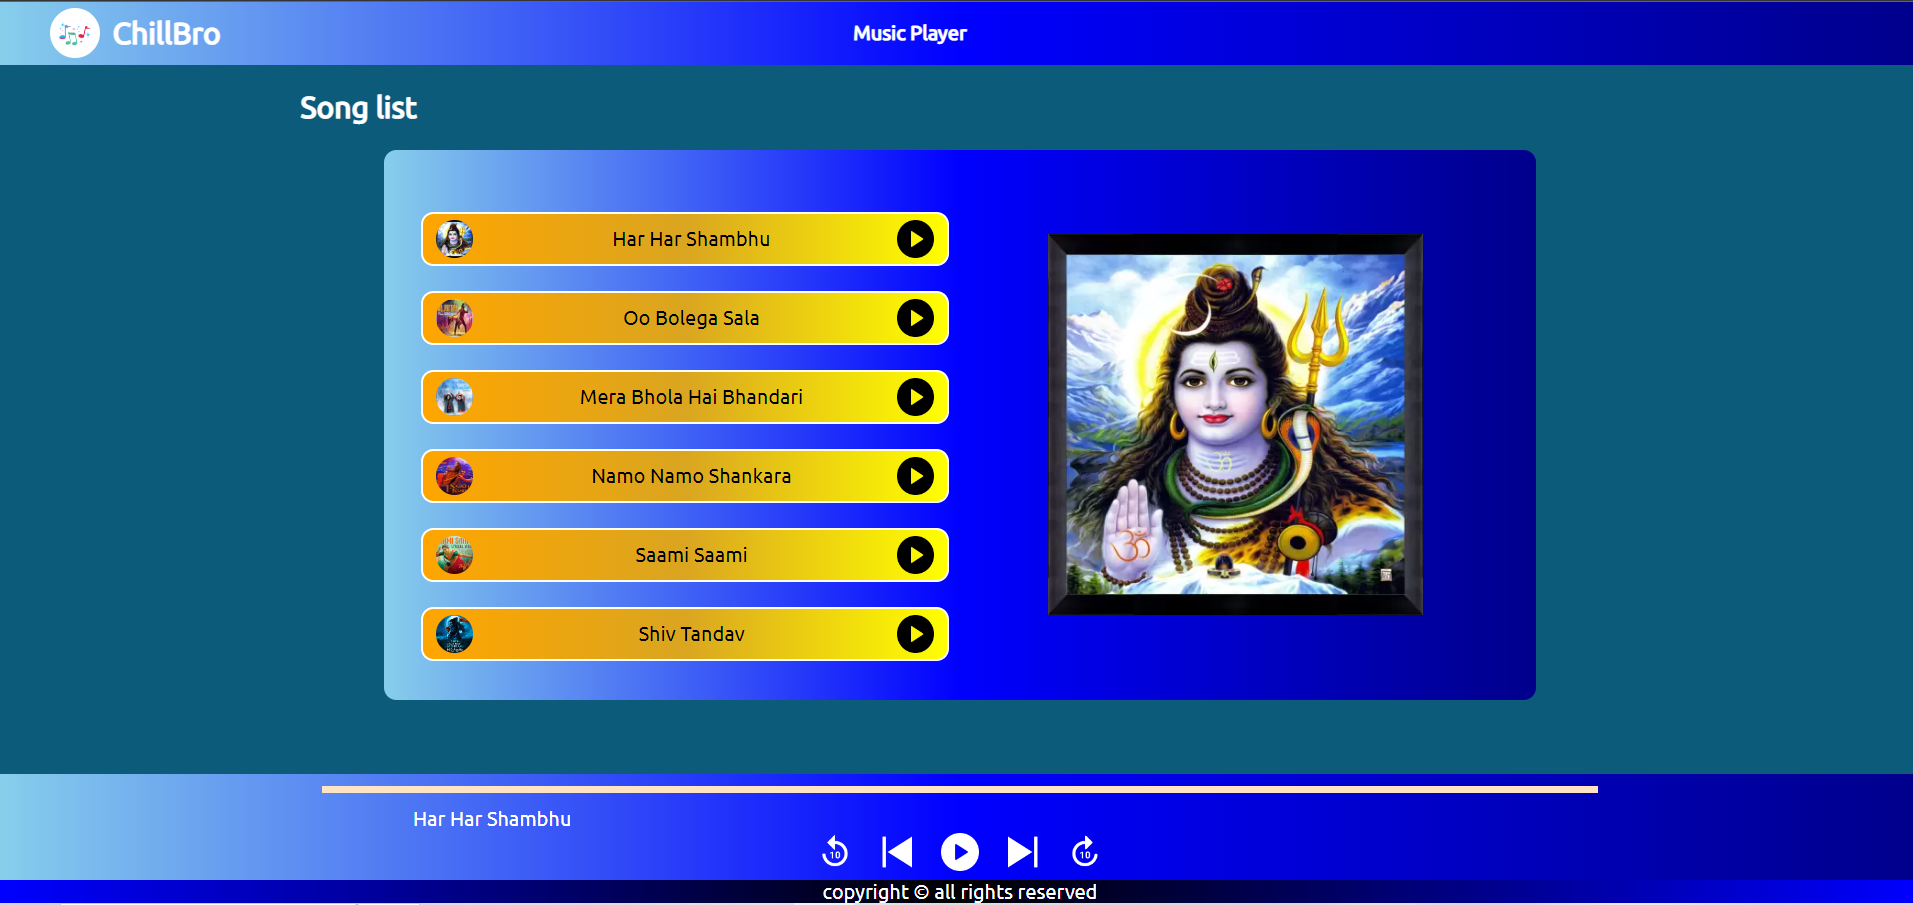 ChillBro
Music Player
Song list
Har Har Shambhu
Oo Bolega Sala
Mera Bhola Hai Bhandari
Namo Namo Shankara
Saami Saami
Shiv Tandav
ॐ
ॐ
Har Har Shambhu
10
10
copyright © all rights reserved